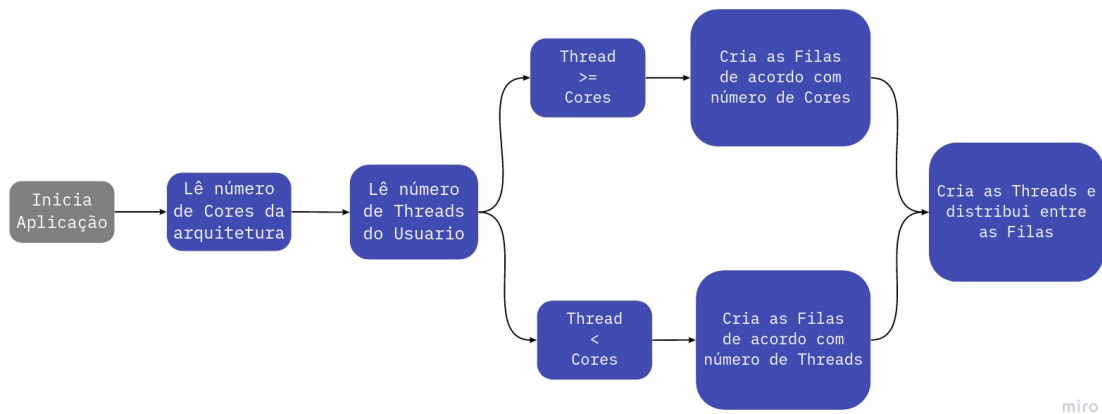 Inicia
Aplicação
Lê número
de Cores da
arquitetura
Lê número
de Threads
do Usuario
Thread
>=
Cores
Cria as Filas
de acordo com
número de Cores
Thread
<
Cores
Cria as Filas
de acordo com
número de Threads
Cria as Threads e
distribui entre
as Filas
miro